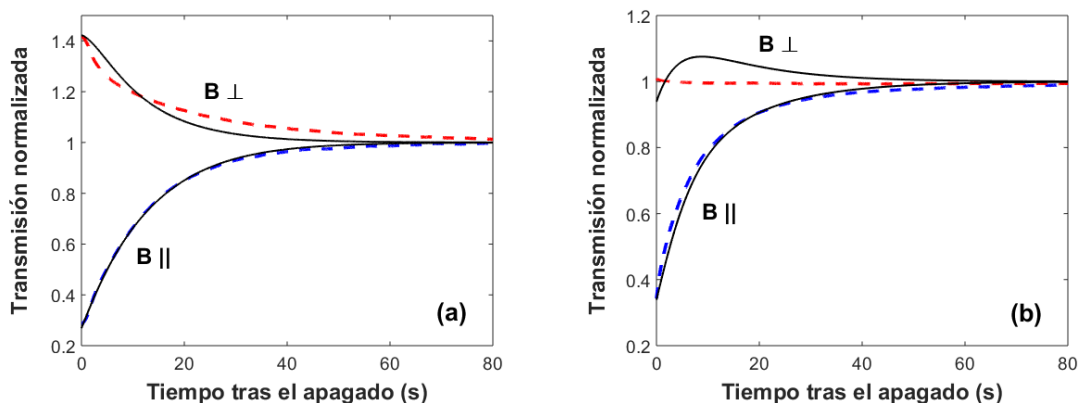 Transmisión normalizada
1.4
1.2
1
0.8
0.6
0.4
0.2
B ⊥
B ||
(a)
0 20 40 60 80
Tiempo tras el apagado (s)
Transmisión normalizada
1.2
1
0.8
0.6
0.4
0.2
B ⊥
B ||
(b)
0 20 40 60 80
Tiempo tras el apagado (s)